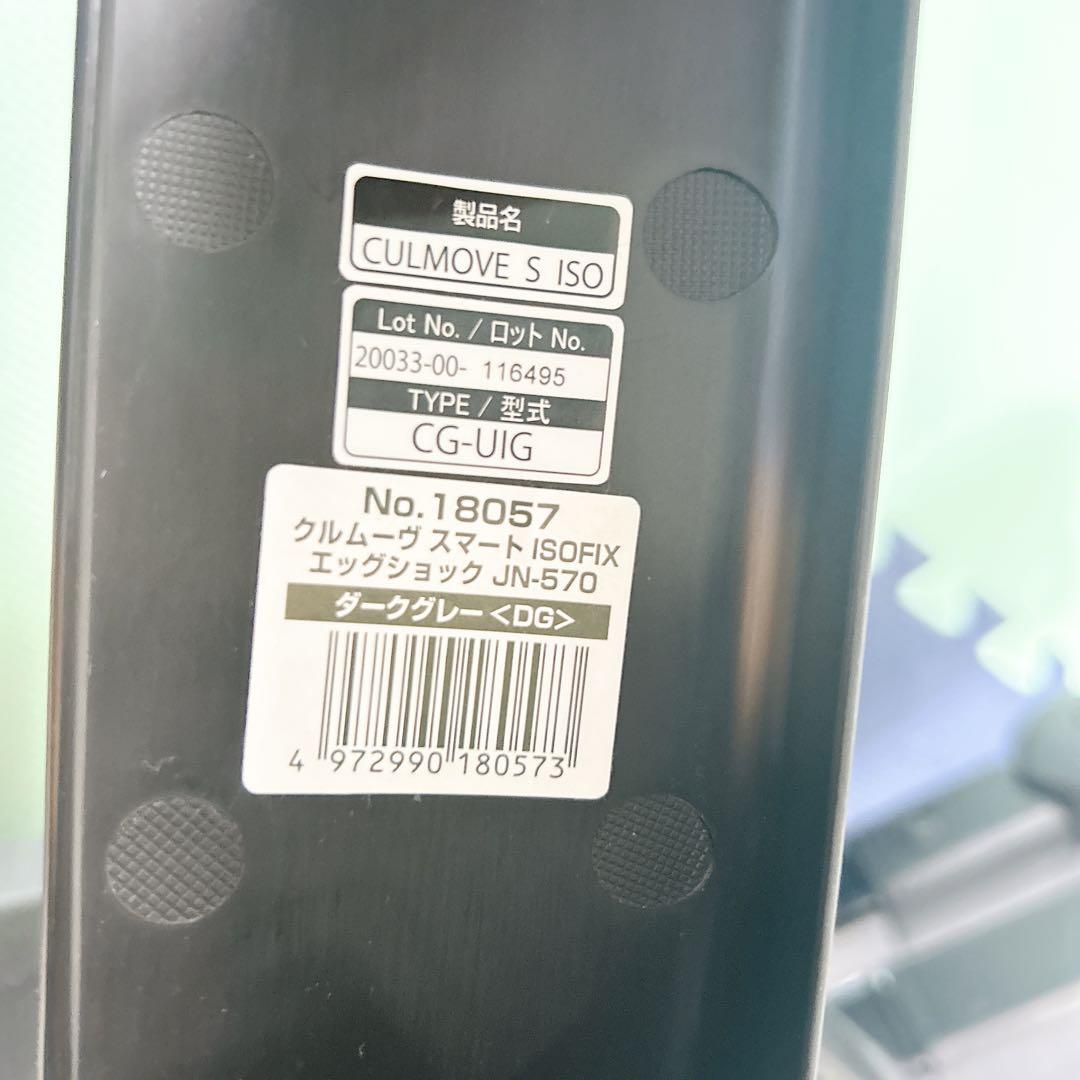 製品名
CULMOVE S ISO
Lot No. / ロット No.
20033-00- 116495
TYPE / 型式
CG-UIG
No.18057
クルムーヴ スマート ISOFIX
エッグショック JN-570
ダークグレー<DG>
4 972990 180573